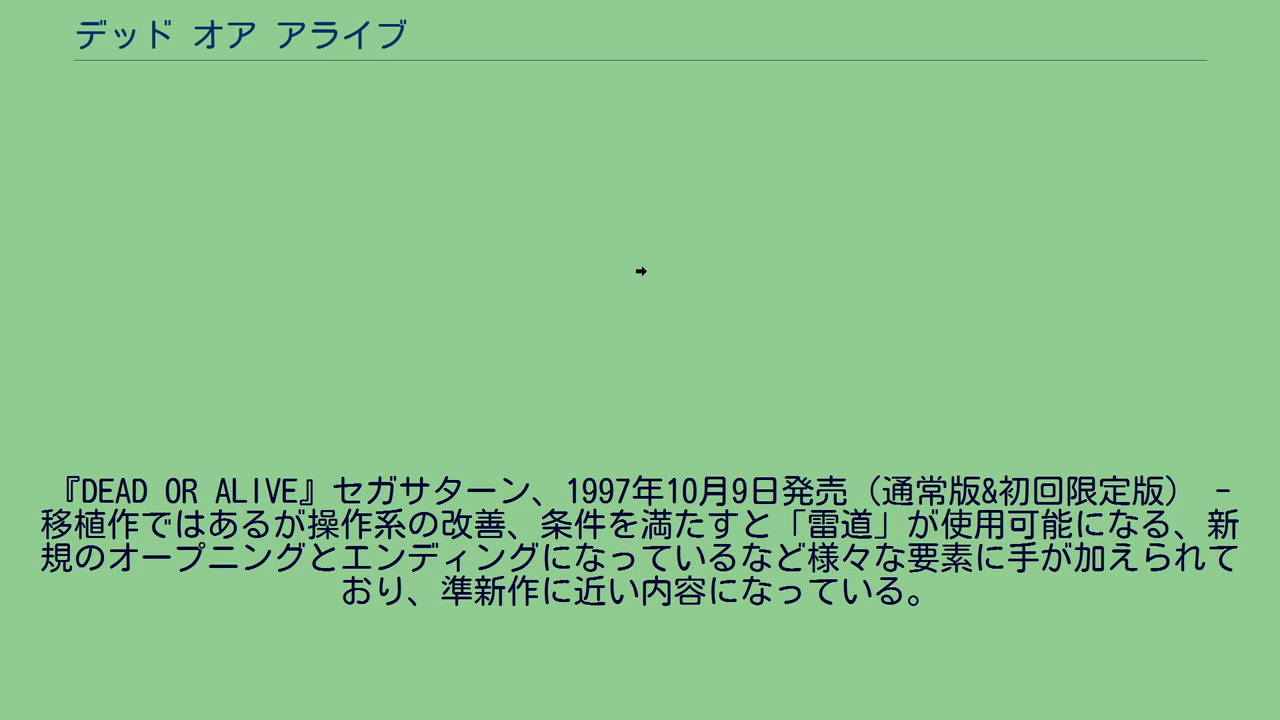 デッド オア アライブ
『DEAD OR ALIVE』セガサターン、1997年10月9日発売（通常版&初回限定版） -
移植作ではあるが操作系の改善、条件を満たすと「雷道」が使用可能になる、新
規のオープニングとエンディングになっているなど様々な要素に手が加えられて
おり、準新作に近い内容になっている。